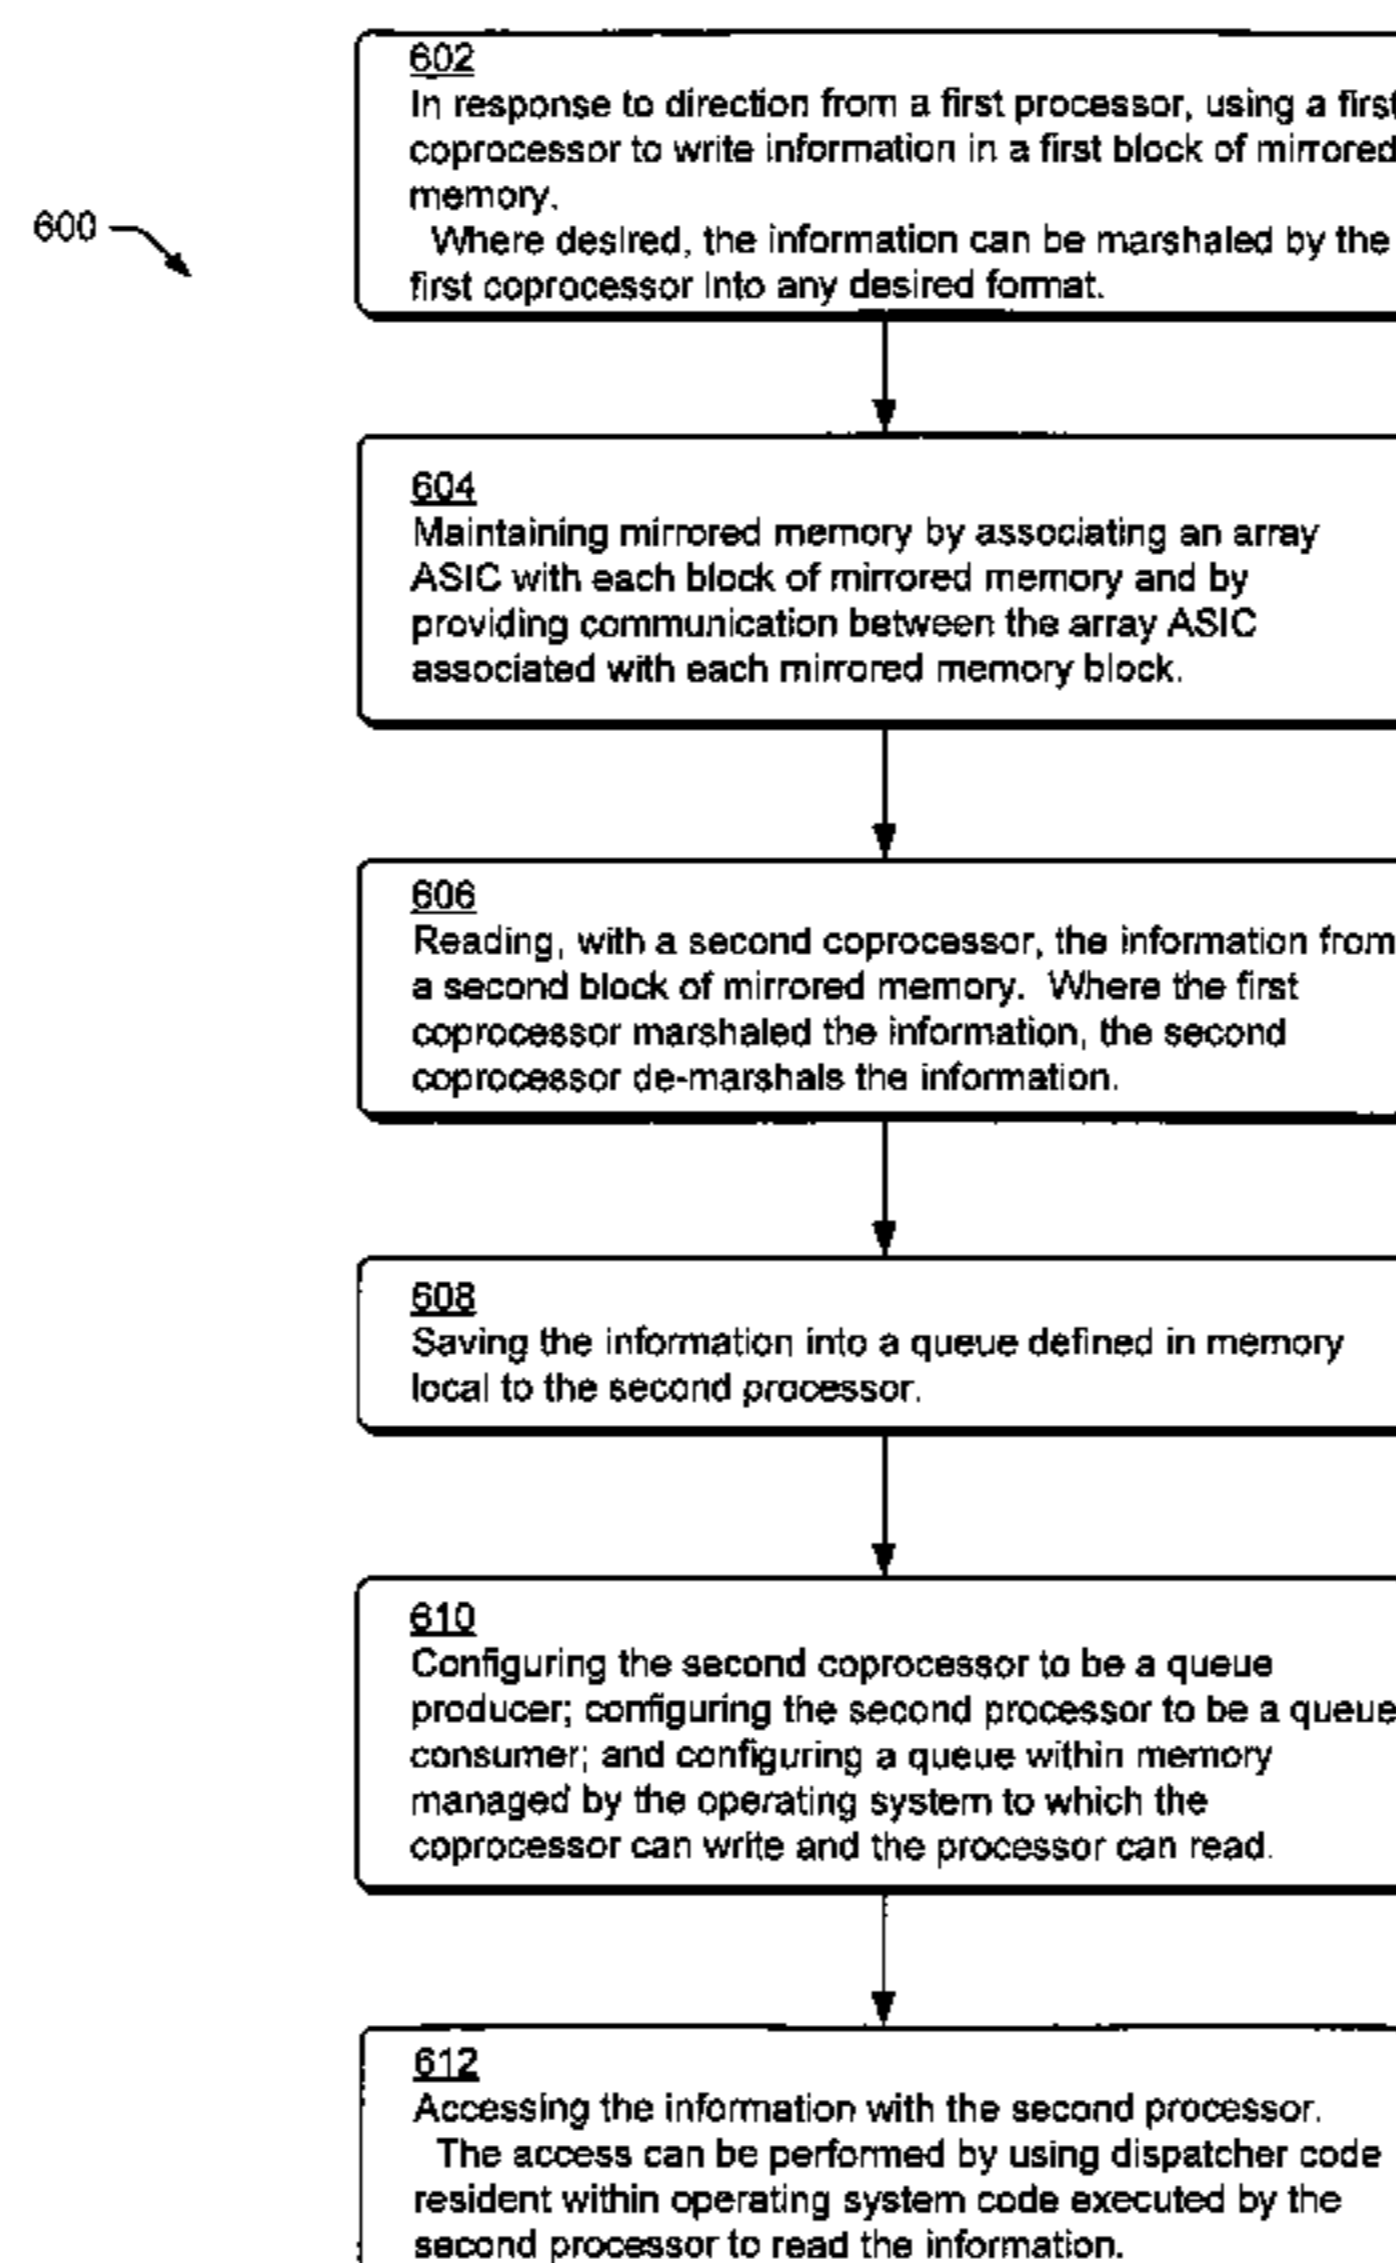 602
In response to direction from a first processor, using a first
coprocessor to write information in a first block of mirrored
memory.
Where desired, the information can be marshaled by the
first coprocessor into any desired format.
600
604
Maintaining mirrored memory by associating an array
ASIC with each block of mirrored memory and by
providing communication between the array ASIC
associated with each mirrored memory block.
606
Reading, with a second coprocessor, the information from
a second block of mirrored memory. Where the first
coprocessor marshaled the information, the second
coprocessor de-marshals the information.
608
Saving the information into a queue defined in memory
local to the second processor.
610
Configuring the second coprocessor to be a queue
producer; configuring the second processor to be a queue
consumer; and configuring a queue within memory
managed by the operating system to which the
coprocessor can write and the processor can read.
612
Accessing the information with the second processor.
The access can be performed by using dispatcher code
resident within operating system code executed by the
second processor to read the information.